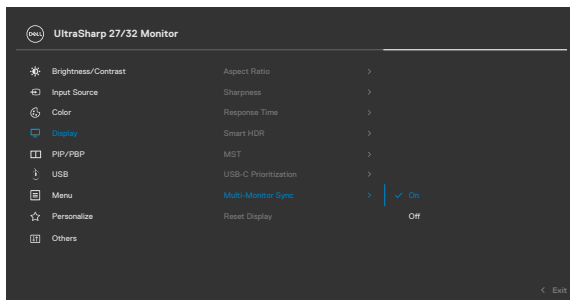 DELL UltraSharp 27/32 Monitor
Brightness/Contrast Aspect Ratio >
Input Source Sharpness >
Color Response Time >
Display Smart HDR >
PIP/PBP MST >
USB USB-C Prioritization >
Menu Multi-Monitor Sync > ✓ On
Personalize Reset Display Off
Others
< Exit